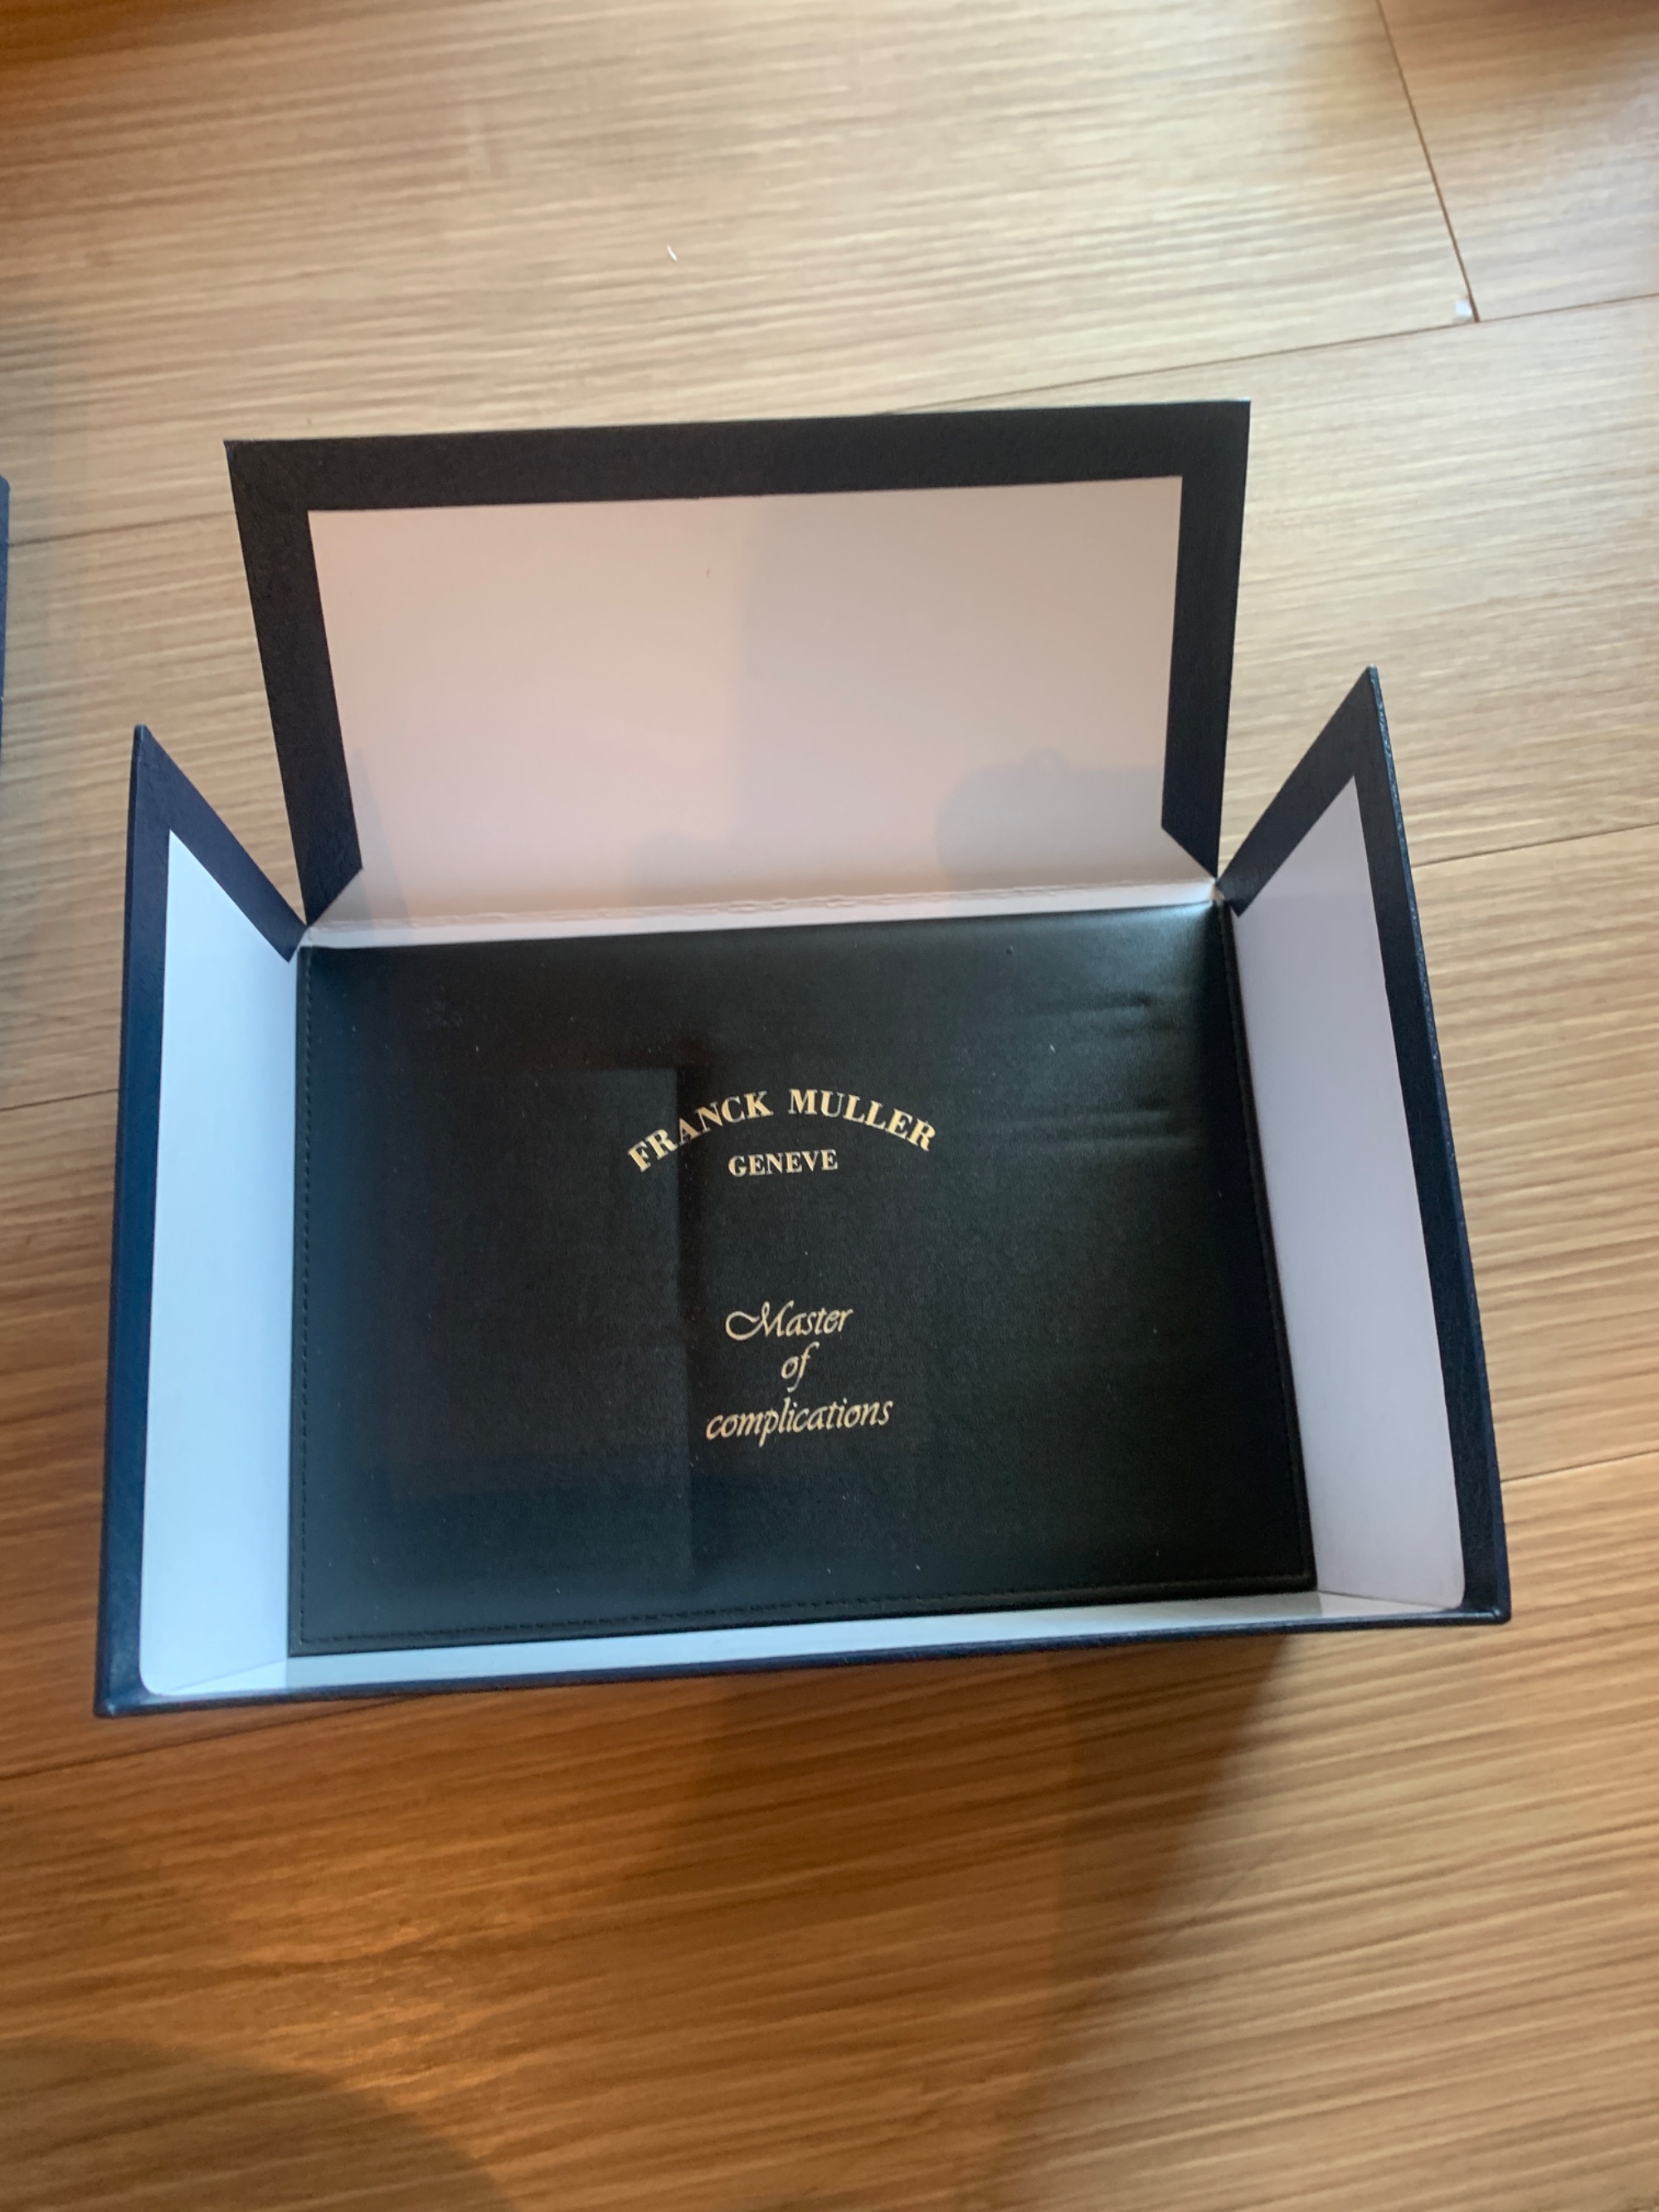 FRANCK MULLER
GENEVE
Master
of
complications